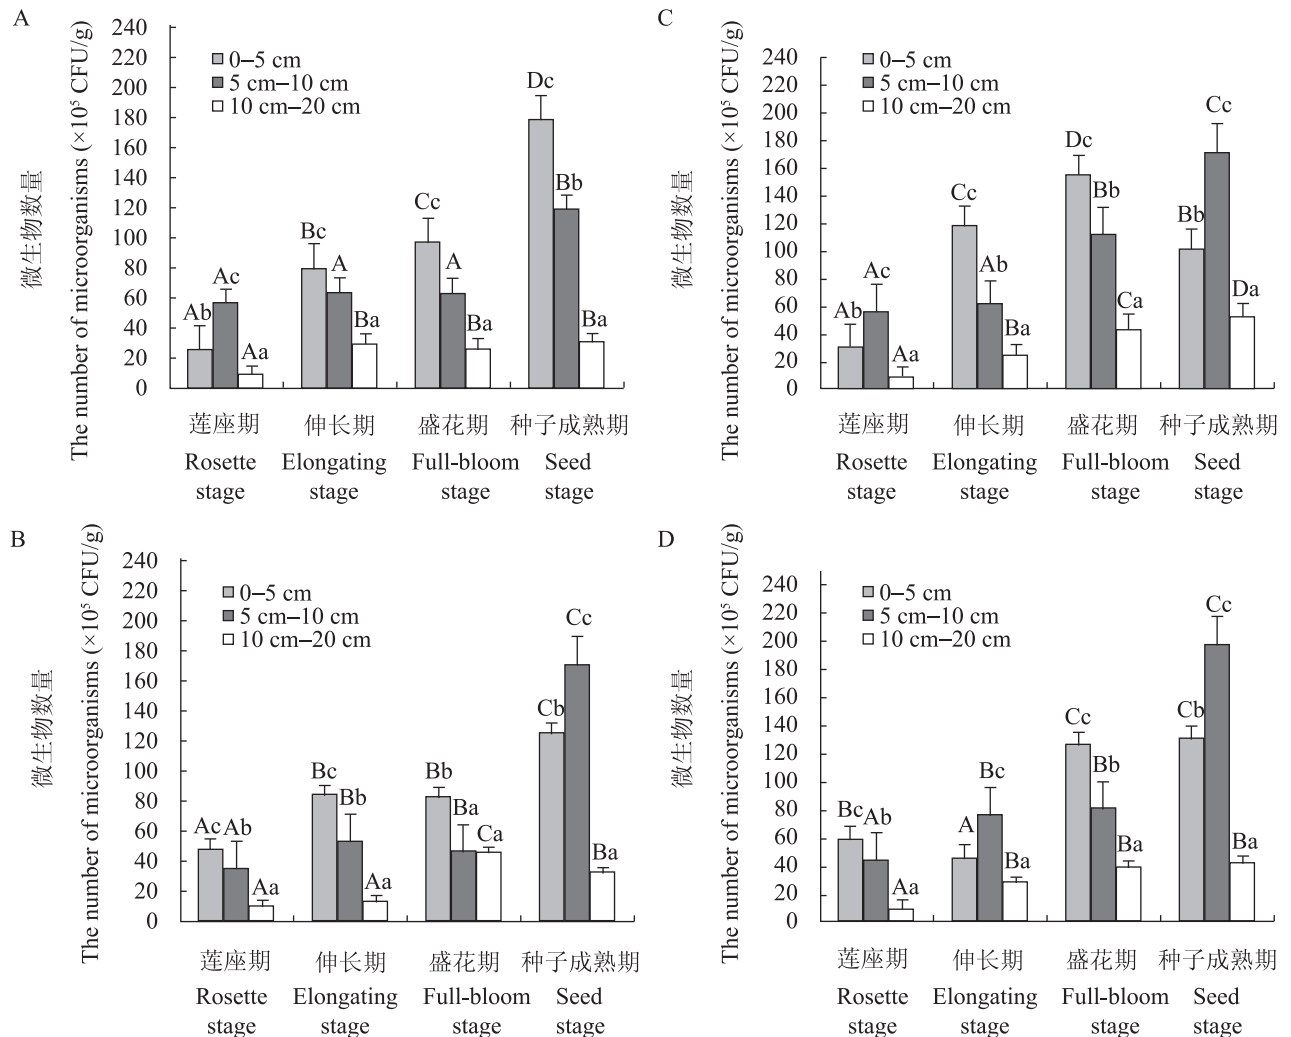 A
微生物数量
The number of microorganisms (×10⁵ CFU/g)
240
220
200
180
160
140
120
100
80
60
40
20
0
0–5 cm
5 cm–10 cm
10 cm–20 cm
Ab
Ac
Aa
Bc
A
Ba
Cc
A
Ba
Dc
Bb
Ba
莲座期 伸长期 盛花期 种子成熟期
Rosette Elongating Full-bloom Seed
stage stage stage stage
C
微生物数量
The number of microorganisms (×10⁵ CFU/g)
240
220
200
180
160
140
120
100
80
60
40
20
0
0–5 cm
5 cm–10 cm
10 cm–20 cm
Ab
Ac
Aa
Cc
Ab
Ba
Dc
Bb
Ca
Bb
Cc
Da
莲座期 伸长期 盛花期 种子成熟期
Rosette Elongating Full-bloom Seed
stage stage stage stage
B
微生物数量
The number of microorganisms (×10⁵ CFU/g)
240
220
200
180
160
140
120
100
80
60
40
20
0
0–5 cm
5 cm–10 cm
10 cm–20 cm
Ac
Ab
Aa
Bc
Bb
Aa
Bb
Ba
Ca
Cb
Cc
Ba
莲座期 伸长期 盛花期 种子成熟期
Rosette Elongating Full-bloom Seed
stage stage stage stage
D
微生物数量
The number of microorganisms (×10⁵ CFU/g)
240
220
200
180
160
140
120
100
80
60
40
20
0
0–5 cm
5 cm–10 cm
10 cm–20 cm
Bc
Ab
Aa
A
Bc
Ba
Cc
Bb
Ba
Cb
Cc
Ba
莲座期 伸长期 盛花期 种子成熟期
Rosette Elongating Full-bloom Seed
stage stage stage stage